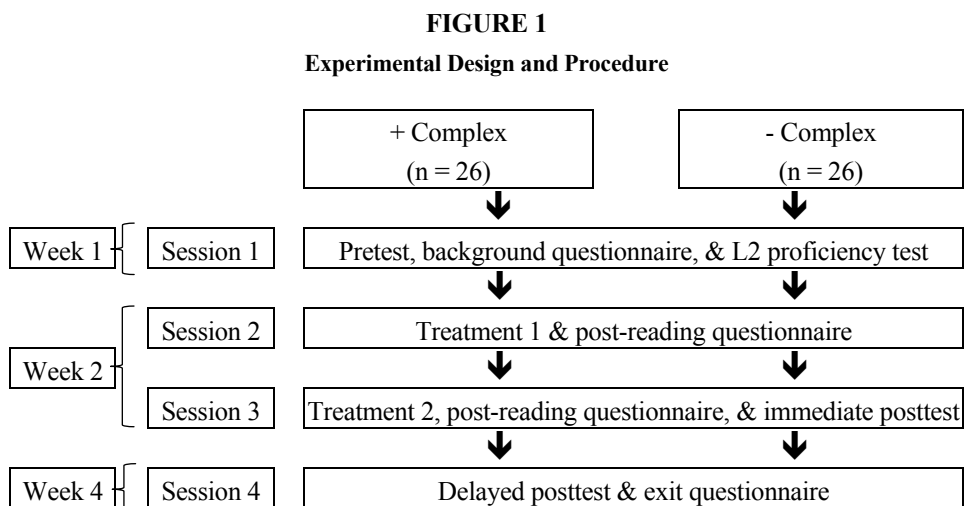 FIGURE 1
Experimental Design and Procedure
+ Complex
(n = 26)
- Complex
(n = 26)
Week 1
Session 1
Pretest, background questionnaire, & L2 proficiency test
Week 2
Session 2
Treatment 1 & post-reading questionnaire
Session 3
Treatment 2, post-reading questionnaire, & immediate posttest
Week 4
Session 4
Delayed posttest & exit questionnaire